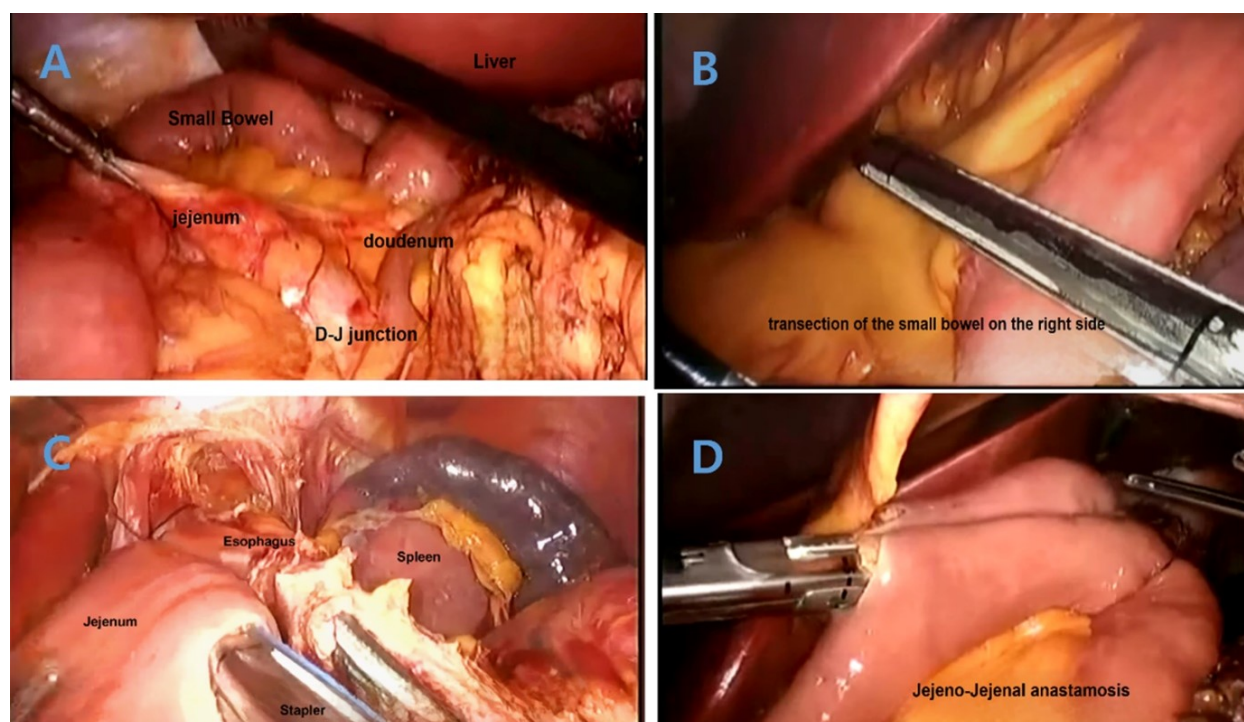 A
Liver
Small Bowel
jejenum
doudenum
D-J junction
B
transection of the small bowel on the right side
C
Esophagus
Spleen
Jejenum
Stapler
D
Jejeno-Jejenal anastamosis